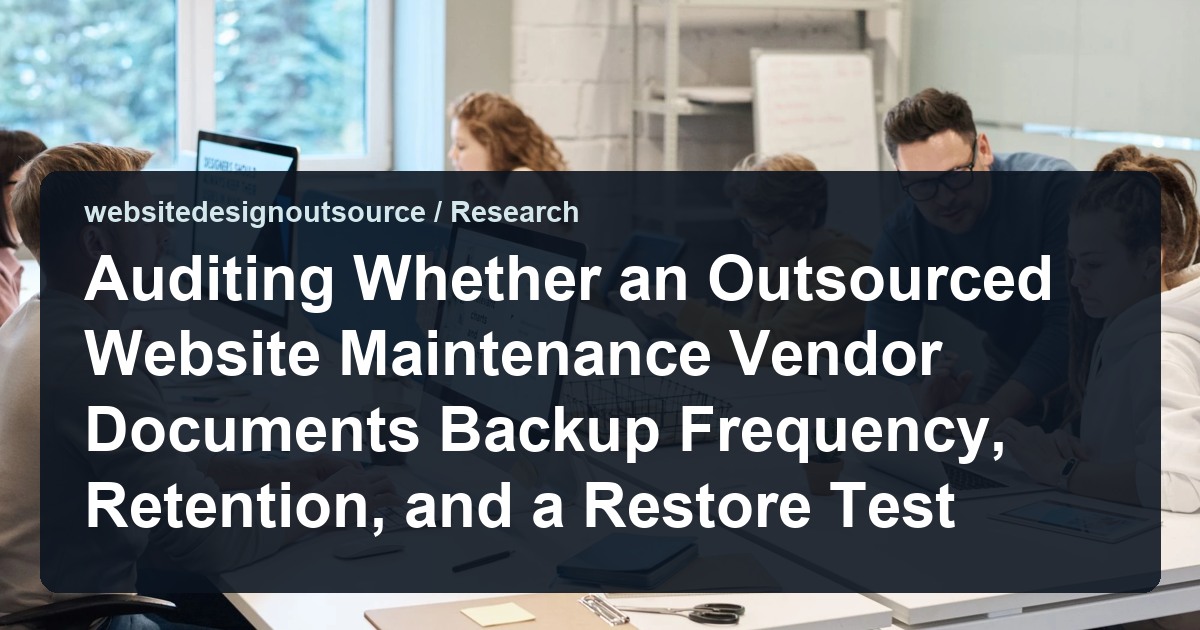 websitedesignoutsource / Research
Auditing Whether an Outsourced
Website Maintenance Vendor
Documents Backup Frequency,
Retention, and a Restore Test